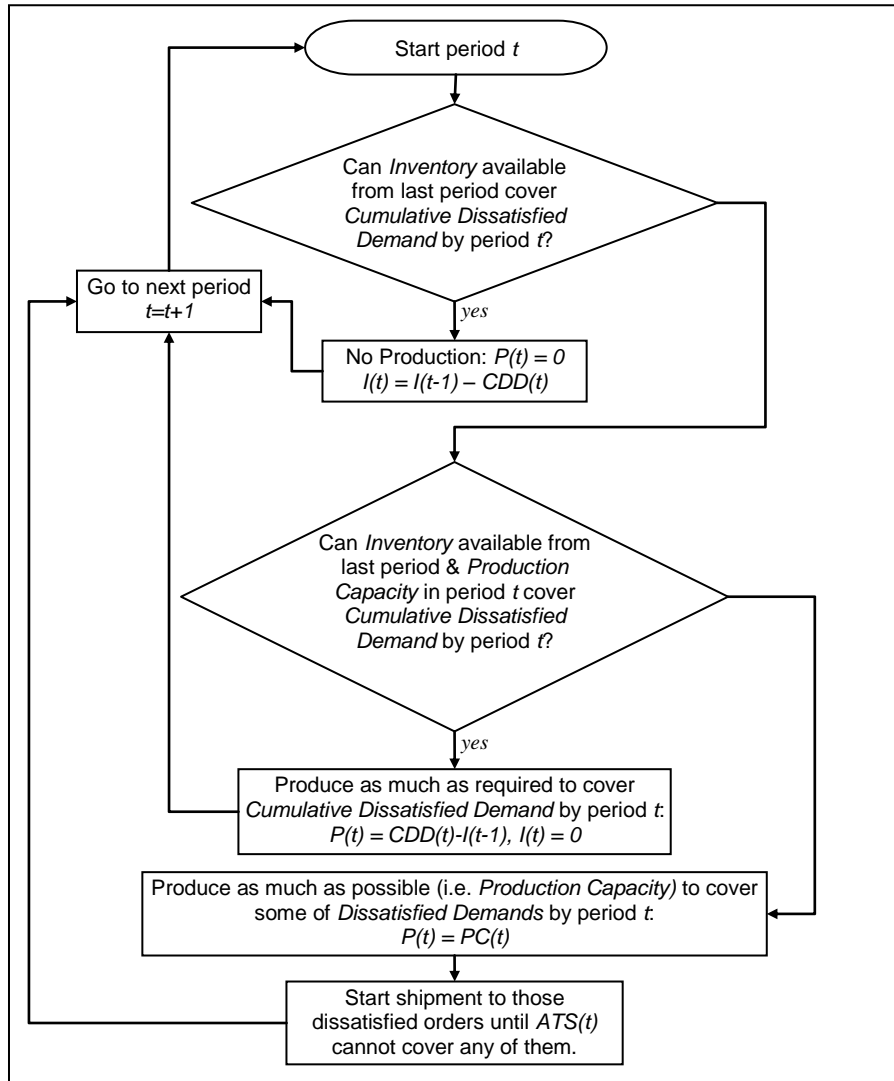 Start period t
Can Inventory available
from last period cover
Cumulative Dissatisfied
Demand by period t?
Go to next period
t=t+1
yes
No Production: P(t) = 0
I(t) = I(t-1) – CDD(t)
Can Inventory available from
last period & Production
Capacity in period t cover
Cumulative Dissatisfied
Demand by period t?
yes
Produce as much as required to cover
Cumulative Dissatisfied Demand by period t:
P(t) = CDD(t)-I(t-1), I(t) = 0
Produce as much as possible (i.e. Production Capacity) to cover
some of Dissatisfied Demands by period t:
P(t) = PC(t)
Start shipment to those
dissatisfied orders until ATS(t)
cannot cover any of them.